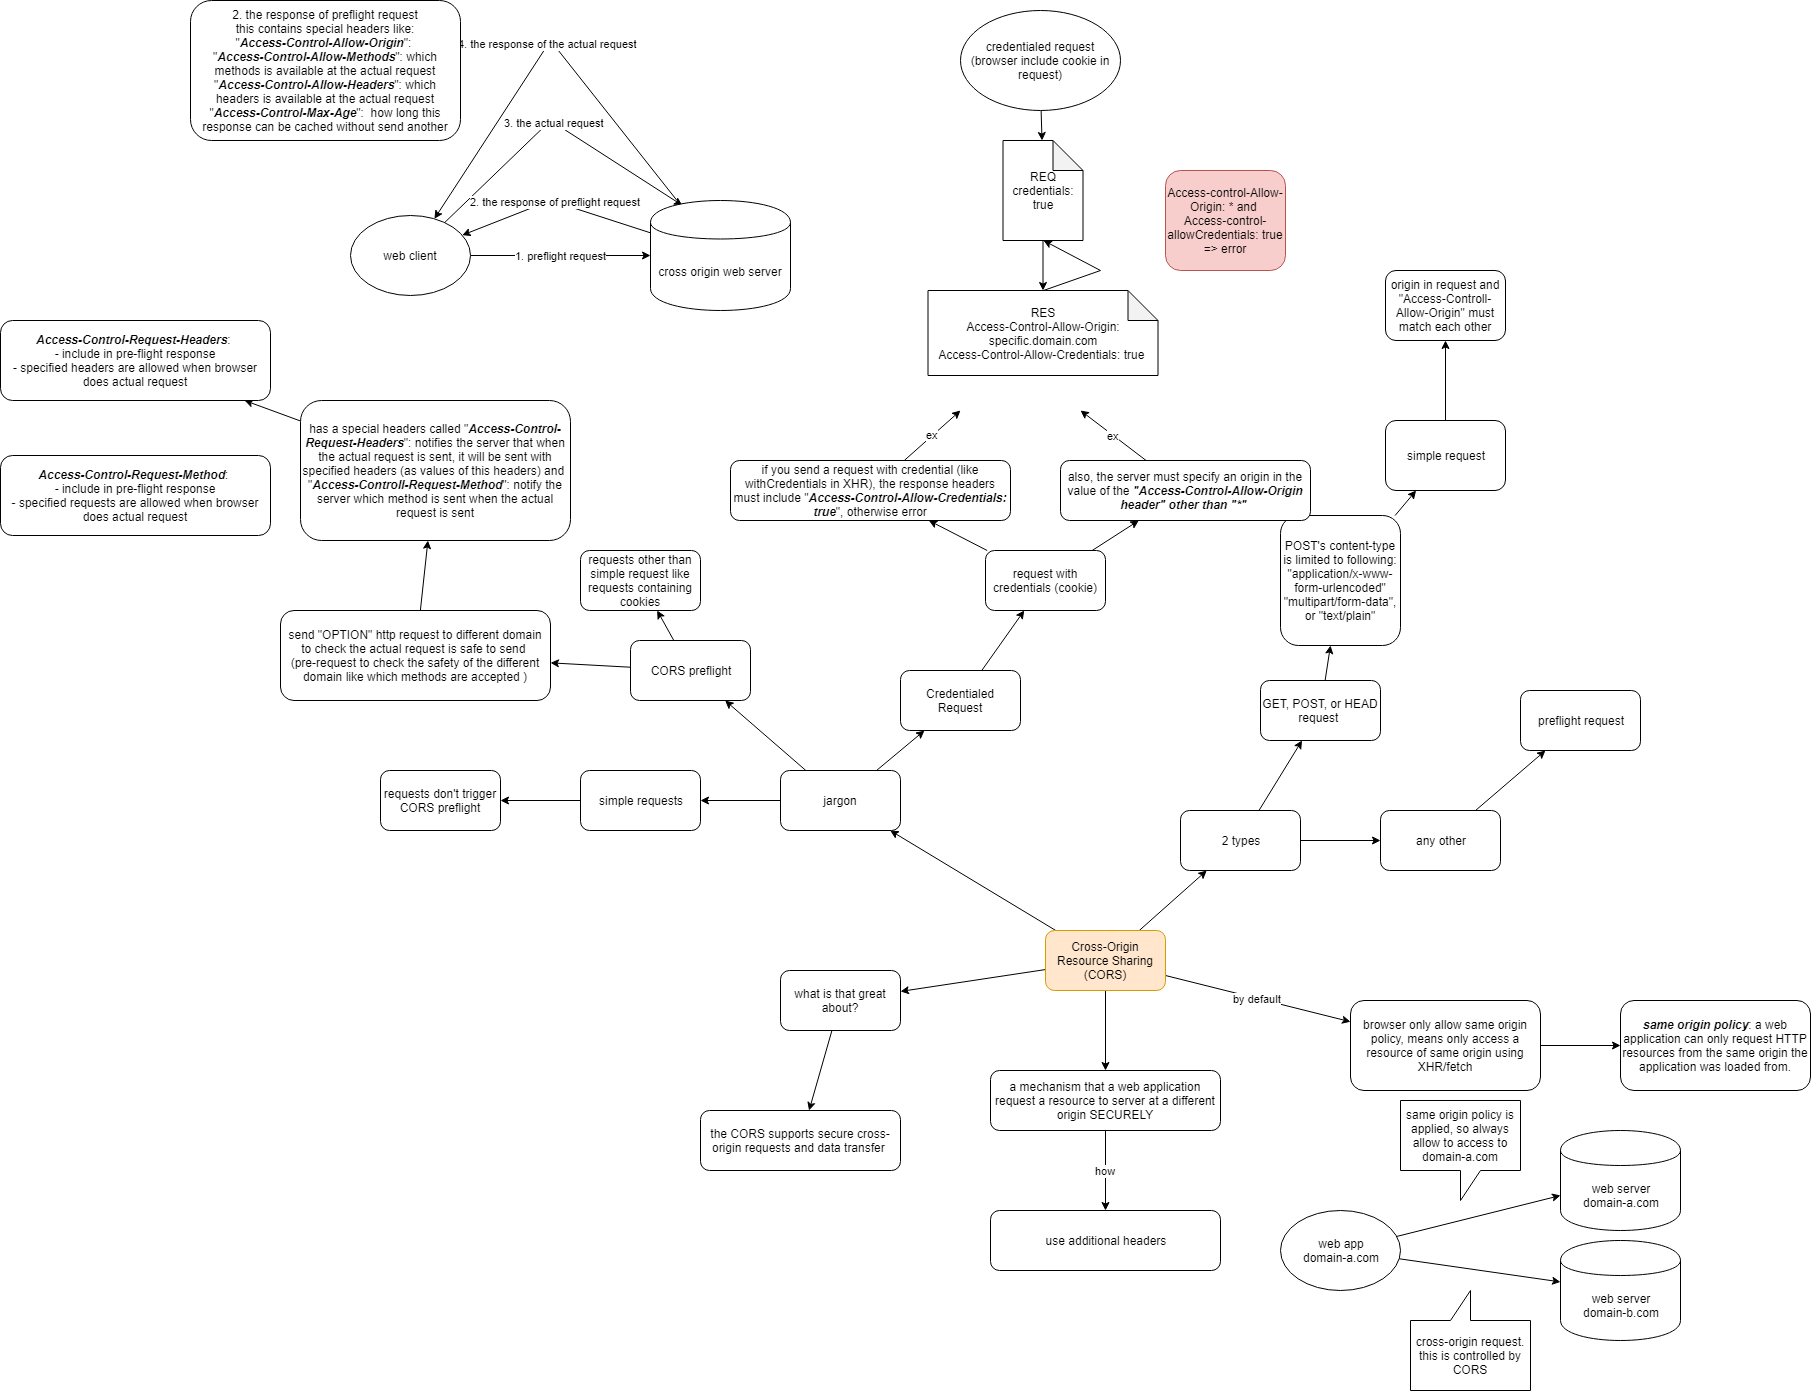 2. the response of preflight request
this contains special headers like:
"Access-Control-Allow-Origin":
"Access-Control-Allow-Methods": which
methods is available at the actual request
"Access-Control-Allow-Headers": which
headers is available at the actual request
"Access-Control-Max-Age":  how long this
response can be cached without send another
4. the response of the actual request
3. the actual request
2. the response of preflight request
1. preflight request
web client
cross origin web server
credentialed request
(browser include cookie in
request)
REQ
credentials:
true
Access-control-Allow-
Origin: * and
Access-control-
allowCredentials: true
=> error
RES
Access-Control-Allow-Origin:
specific.domain.com
Access-Control-Allow-Credentials: true
origin in request and
"Access-Controll-
Allow-Origin" must
match each other
simple request
Access-Control-Request-Headers:
- include in pre-flight response
- specified headers are allowed when browser
does actual request
Access-Control-Request-Method:
- include in pre-flight response
- specified requests are allowed when browser
does actual request
has a special headers called "Access-Control-
Request-Headers": notifies the server that when
the actual request is sent, it will be sent with
specified headers (as values of this headers) and
"Access-Controll-Request-Method": notify the
server which method is sent when the actual
request is sent
ex
ex
if you send a request with credential (like
withCredentials in XHR), the response headers
must include "Access-Control-Allow-Credentials:
true", otherwise error
also, the server must specify an origin in the
value of the "Access-Control-Allow-Origin
header" other than "*"
POST's content-type
is limited to following:
"application/x-www-
form-urlencoded"
"multipart/form-data",
or "text/plain"
requests other than
simple request like
requests containing
cookies
request with
credentials (cookie)
send "OPTION" http request to different domain
to check the actual request is safe to send
(pre-request to check the safety of the different
domain like which methods are accepted )
CORS preflight
Credentialed
Request
GET, POST, or HEAD
request
preflight request
requests don't trigger
CORS preflight
simple requests
jargon
2 types
any other
Cross-Origin
Resource Sharing
(CORS)
what is that great
about?
by default
browser only allow same origin
policy, means only access a
resource of same origin using
XHR/fetch
same origin policy: a web
application can only request HTTP
resources from the same origin the
application was loaded from.
a mechanism that a web application
request a resource to server at a different
origin SECURELY
the CORS supports secure cross-
origin requests and data transfer
how
use additional headers
same origin policy is
applied, so always
allow to access to
domain-a.com
web server
domain-a.com
web app
domain-a.com
web server
domain-b.com
cross-origin request.
this is controlled by
CORS